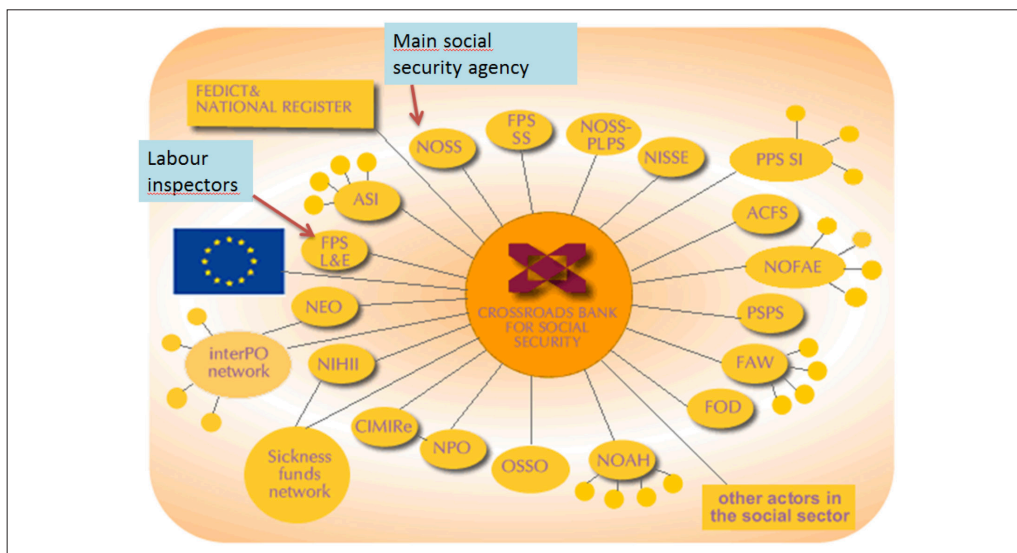 Main social
security agency
FEDICT&
NATIONAL REGISTER
NOSS
FPS
SS
NOSS-
PLPS
NISSE
PPS SI
Labour
inspectors
ASI
ACFS
FPS
L&E
NOFAE
NEO
CROSSROADS BANK
FOR SOCIAL
SECURITY
PSPS
interPO
network
NIHII
FAW
FOD
CIMIRe
NPO
Sickness
funds
network
OSSO
NOAH
other actors in
the social sector